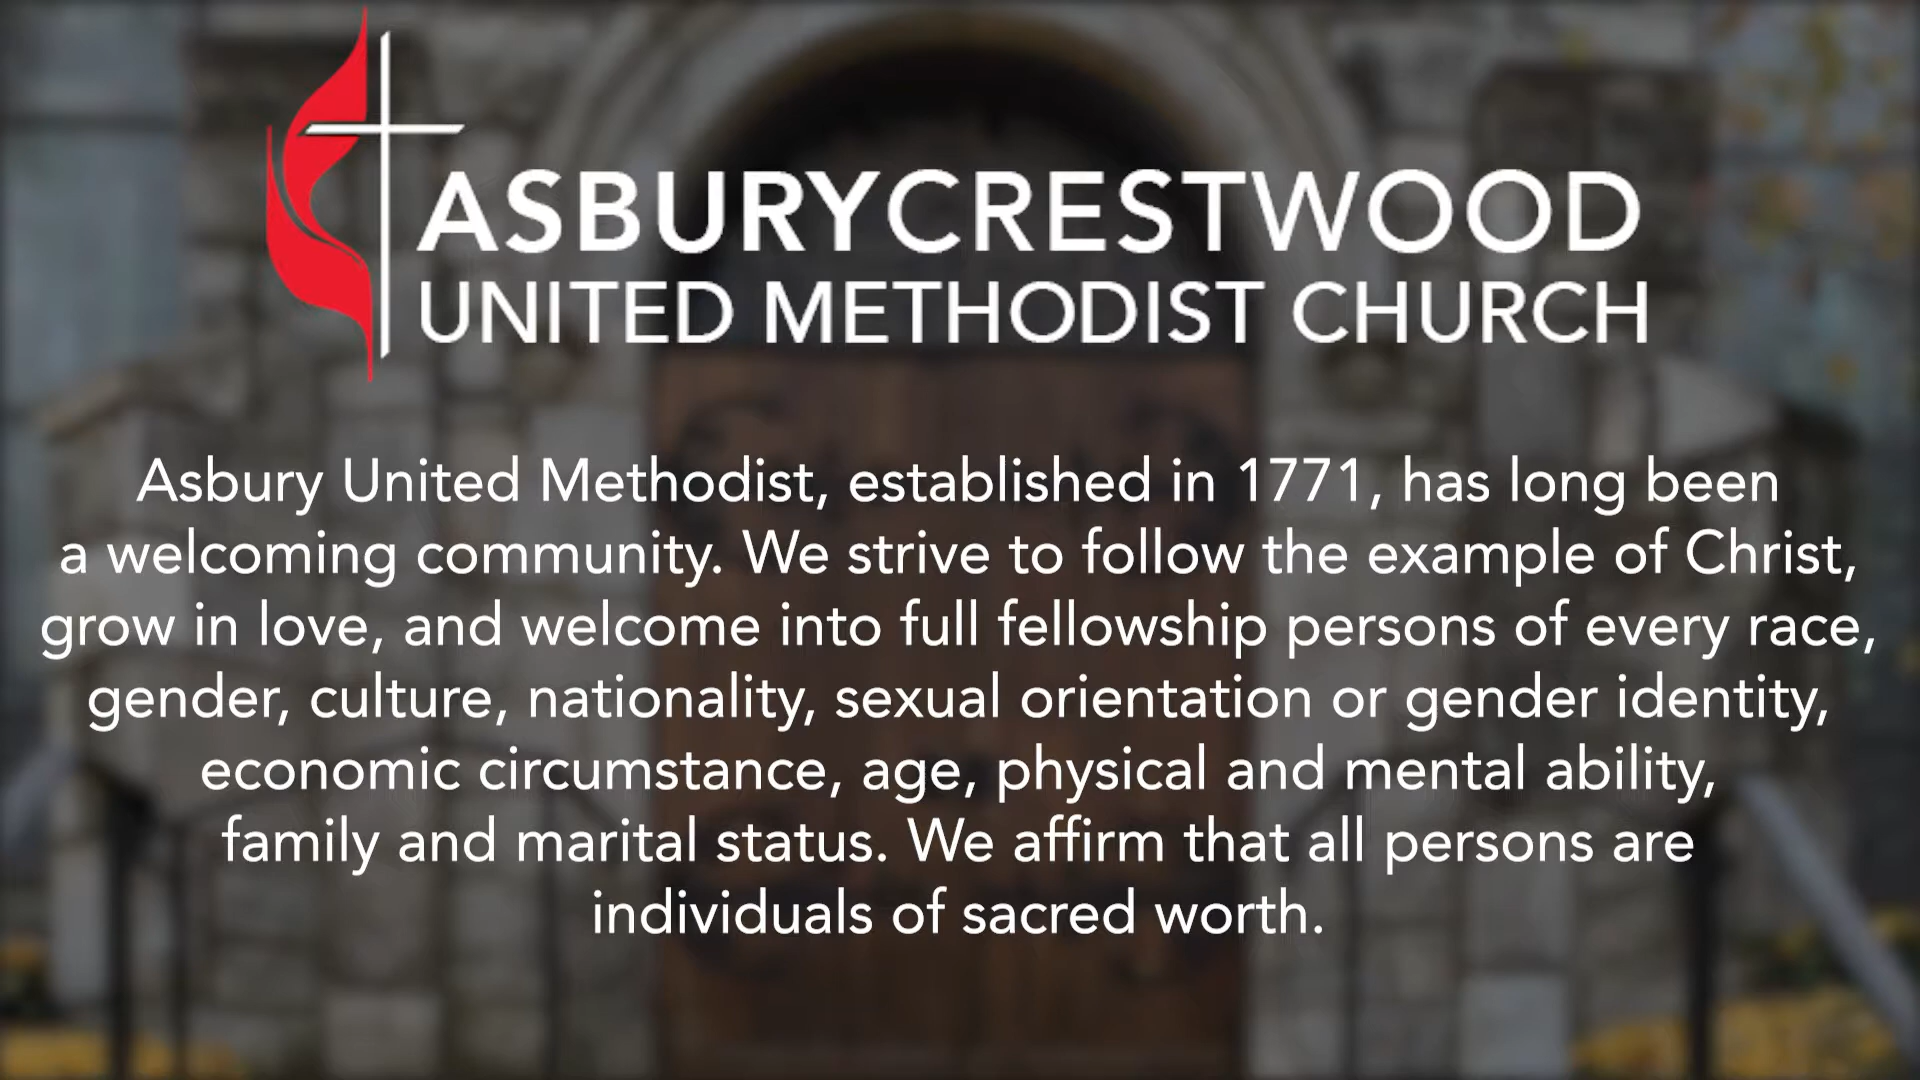 ASBURYCRESTWOOD
UNITED METHODIST CHURCH
Asbury United Methodist, established in 1771, has long been
a welcoming community. We strive to follow the example of Christ,
grow in love, and welcome into full fellowship persons of every race,
gender, culture, nationality, sexual orientation or gender identity,
economic circumstance, age, physical and mental ability,
family and marital status. We affirm that all persons are
individuals of sacred worth.